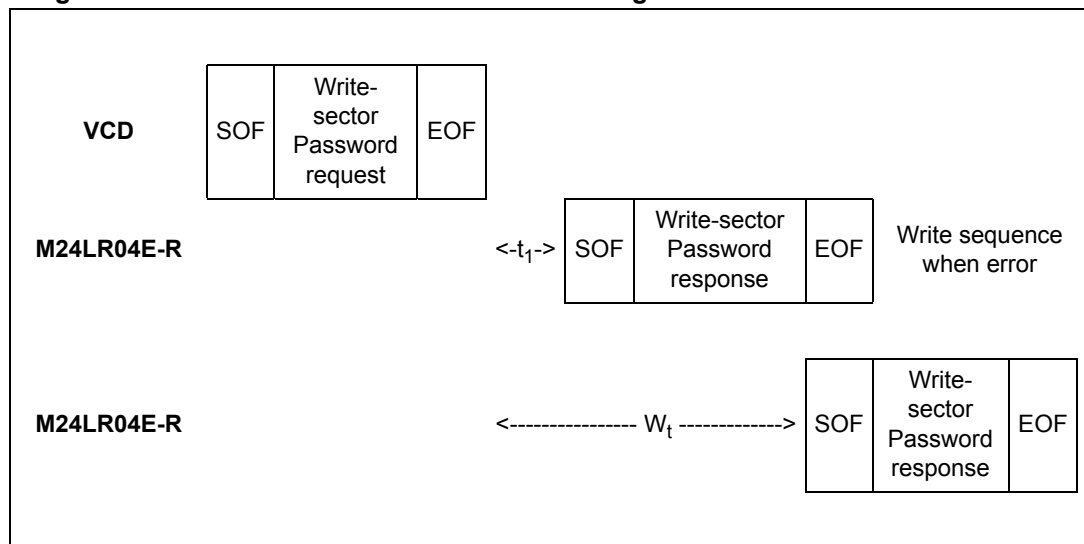 VCD
SOF
Write-
sector
Password
request
EOF
M24LR04E-R
<-t₁->
SOF
Write-sector
Password
response
EOF
Write sequence
when error
M24LR04E-R
<---------------- Wₜ ------------->
SOF
Write-
sector
Password
response
EOF